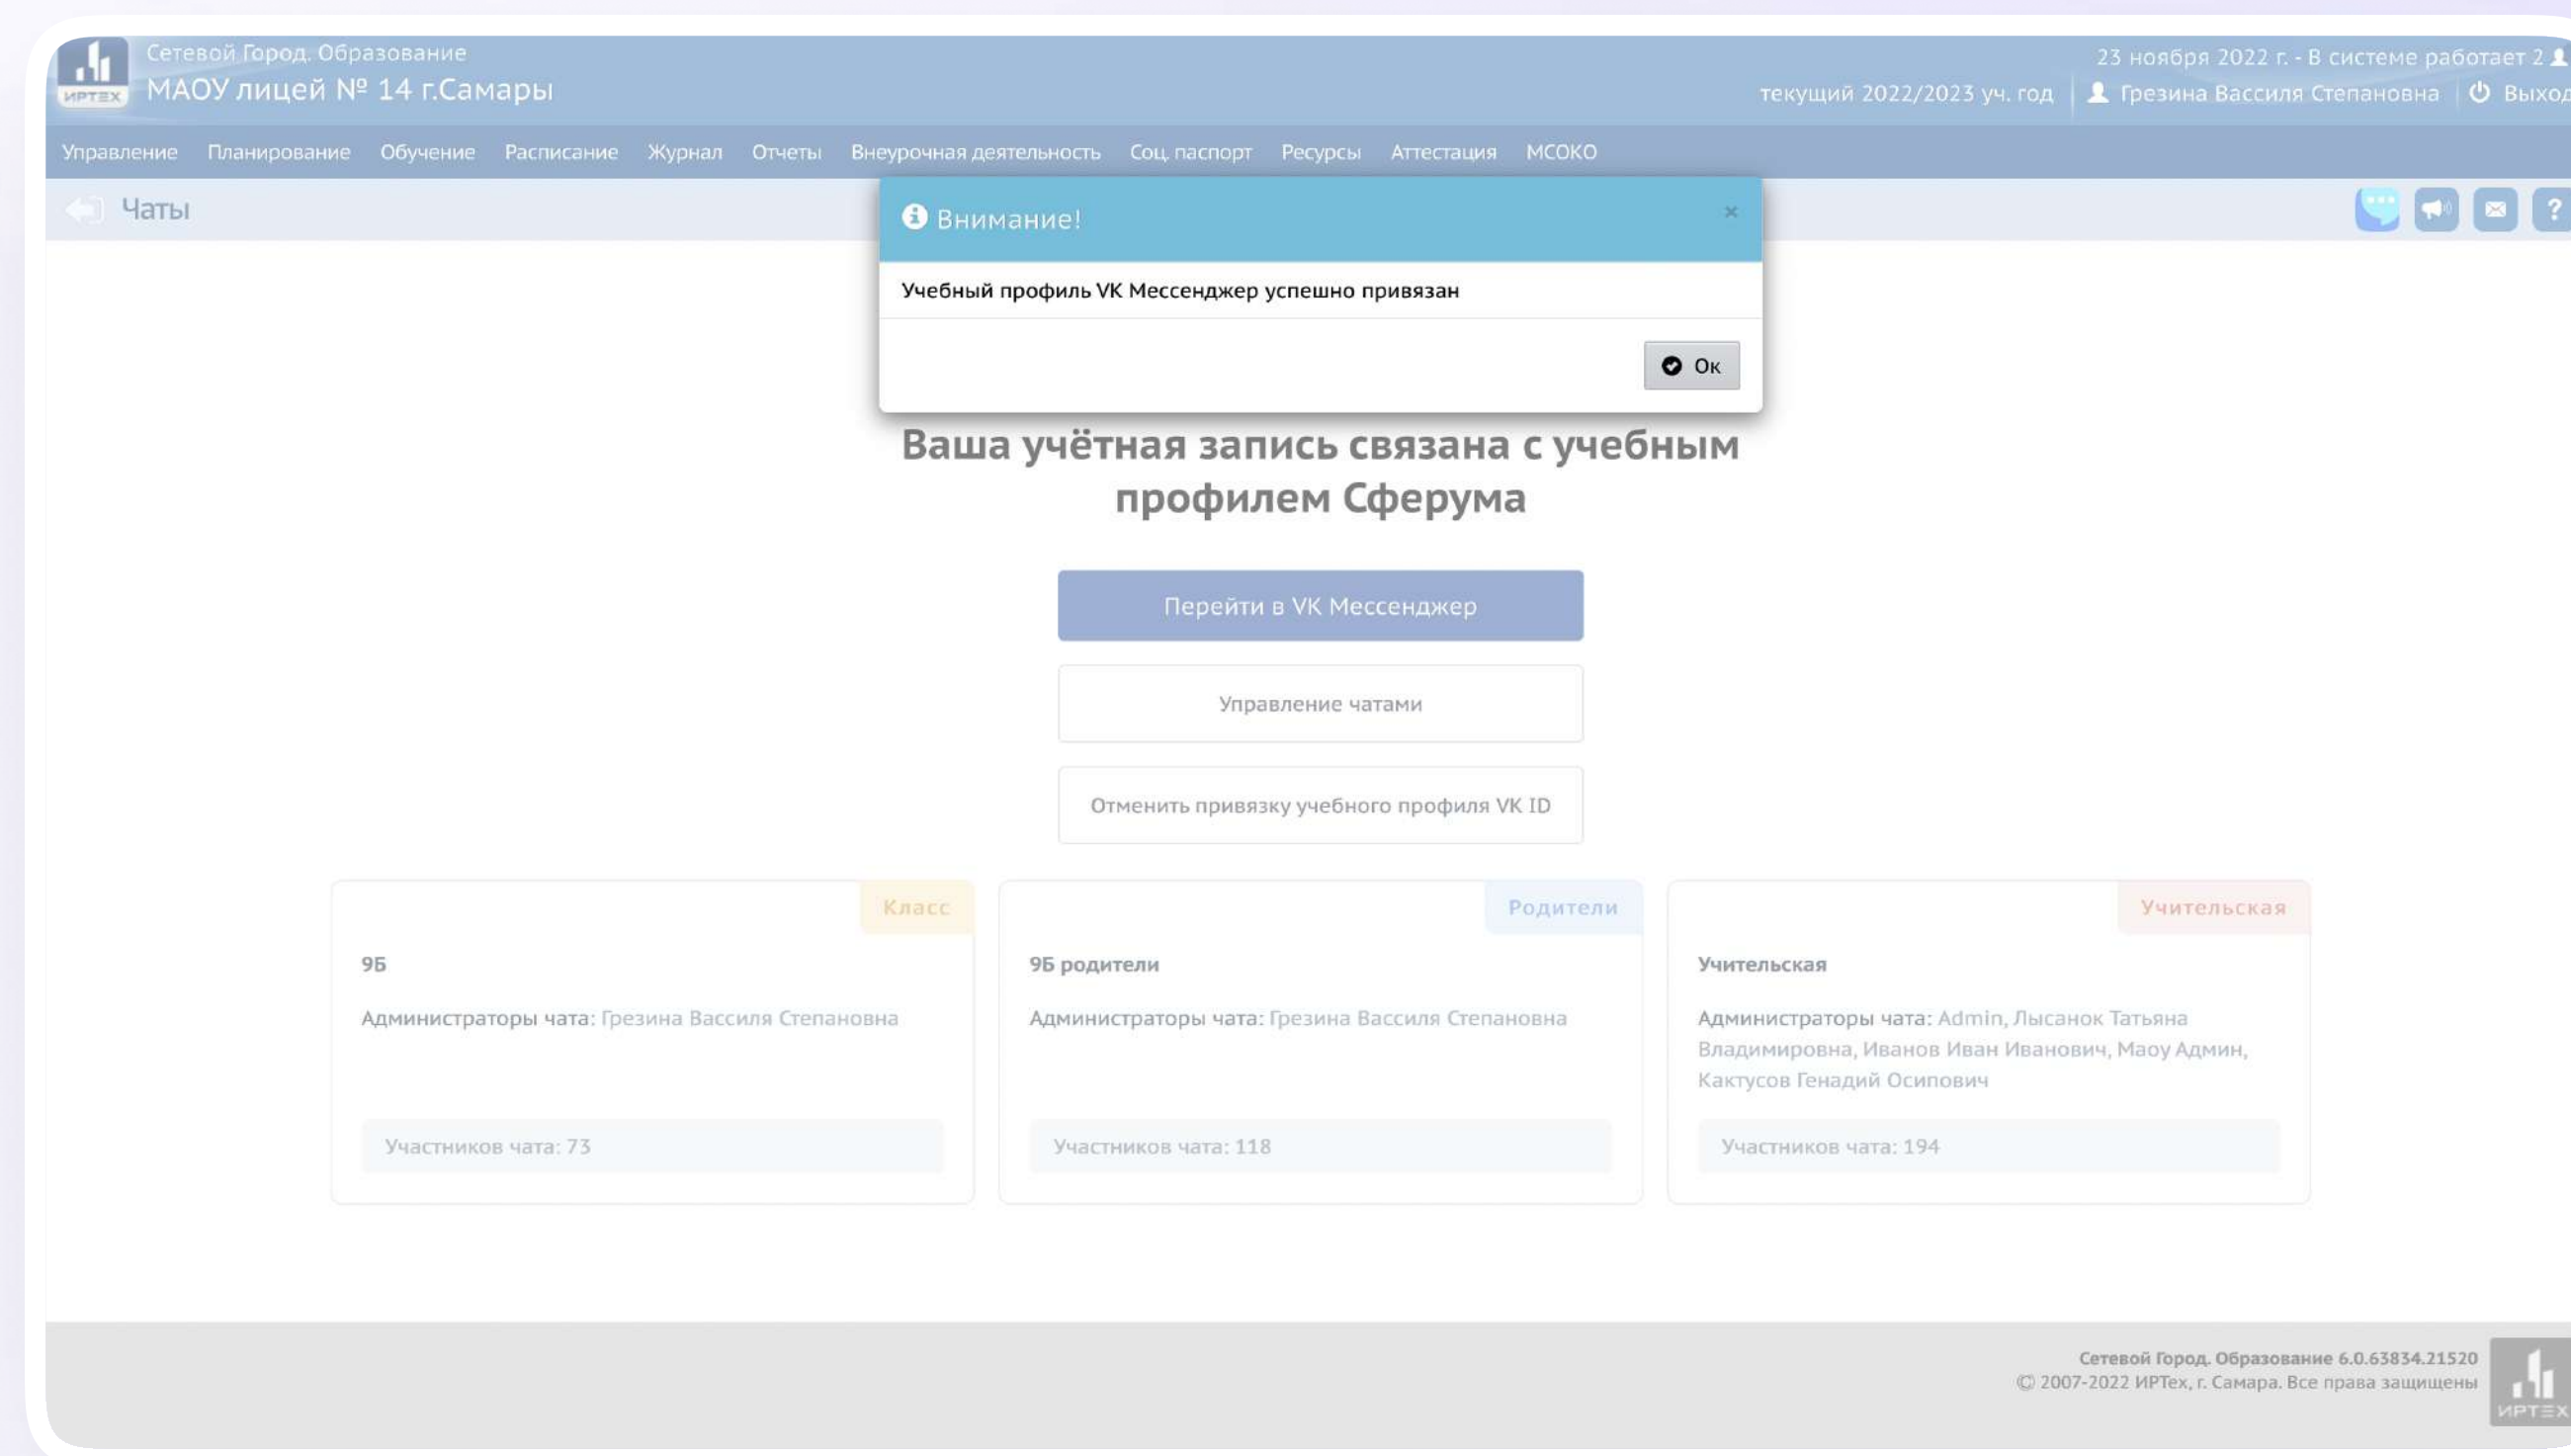 Сетевой Город. Образование
МАОУ лицей № 14 г.Самары
ИРТЕХ
23 ноября 2022 г. - В системе работает 2
текущий 2022/2023 уч. год
Грезина Вассиля Степановна
Выход
Управление Планирование Обучение Расписание Журнал Отчеты Внеурочная деятельность Соц. паспорт Ресурсы Аттестация МСОКО
Чаты
?
Внимание!
×
Учебный профиль VK Мессенджер успешно привязан
Ок
Ваша учётная запись связана с учебным
профилем Сферума
Перейти в VK Мессенджер
Управление чатами
Отменить привязку учебного профиля VK ID
Класс
9Б
Администраторы чата: Грезина Вассиля Степановна
Участников чата: 73
Родители
9Б родители
Администраторы чата: Грезина Вассиля Степановна
Участников чата: 118
Учительская
Учительская
Администраторы чата: Admin, Лысанок Татьяна
Владимировна, Иванов Иван Иванович, Маоу Админ,
Кактусов Генадий Осипович
Участников чата: 194
Сетевой Город. Образование 6.0.63834.21520
© 2007-2022 ИРТех, г. Самара. Все права защищены
ИРТЕХ